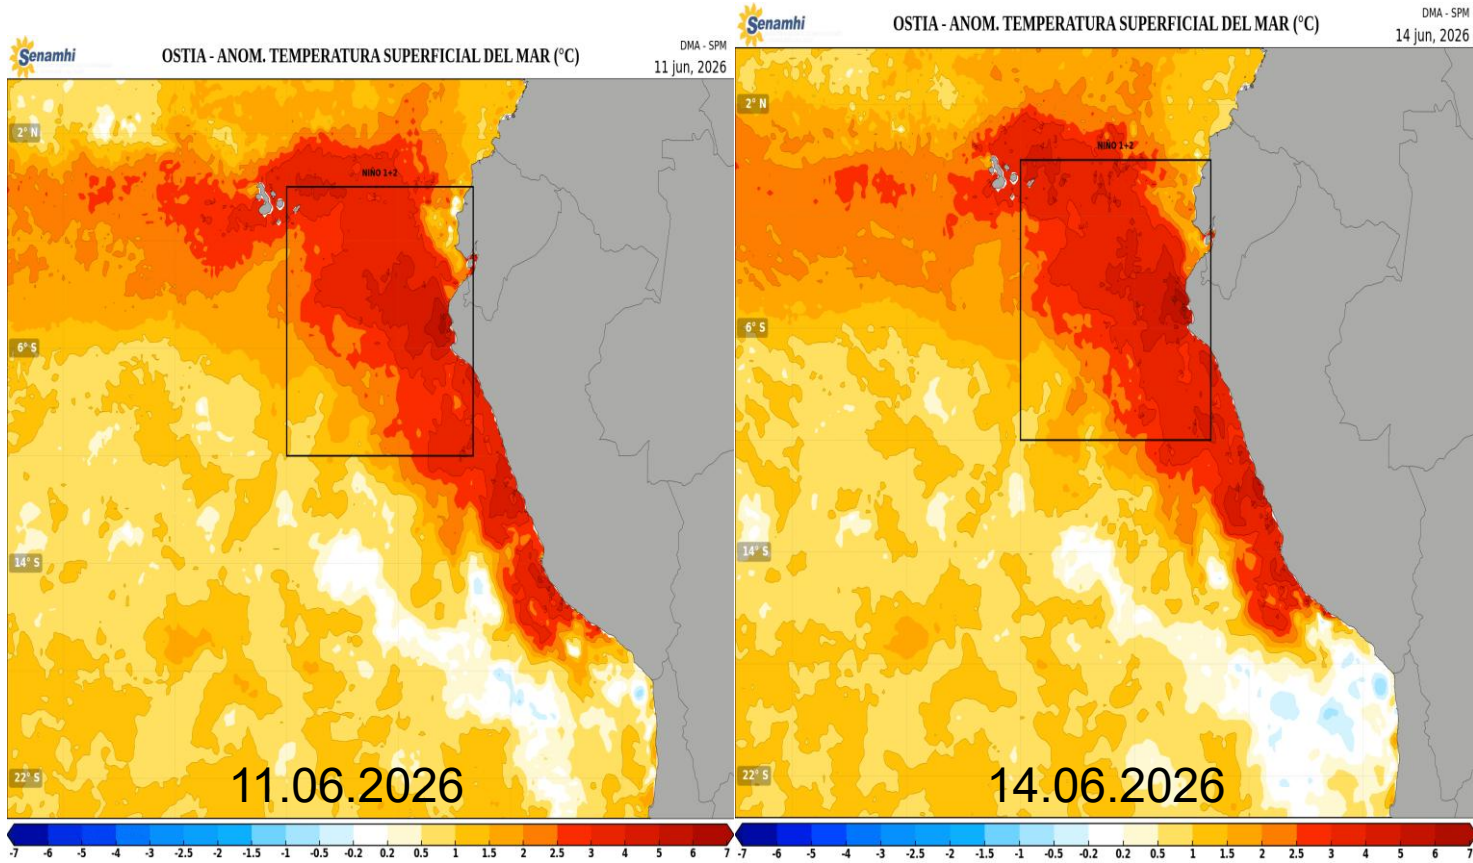 Senamhi
OSTIA - ANOM. TEMPERATURA SUPERFICIAL DEL MAR (°C)
DMA - SPM
11 jun, 2026
2° N
NIÑO 1+2
6° S
14° S
22° S
11.06.2026
-7 -6 -5 -4 -3 -2.5 -2 -1.5 -1 -0.5 -0.2 0.2 0.5 1 1.5 2 2.5 3 4 5 6 7
Senamhi
OSTIA - ANOM. TEMPERATURA SUPERFICIAL DEL MAR (°C)
DMA - SPM
14 jun, 2026
2° N
NIÑO 1+2
6° S
14° S
22° S
14.06.2026
-7 -6 -5 -4 -3 -2.5 -2 -1.5 -1 -0.5 -0.2 0.2 0.5 1 1.5 2 2.5 3 4 5 6 7